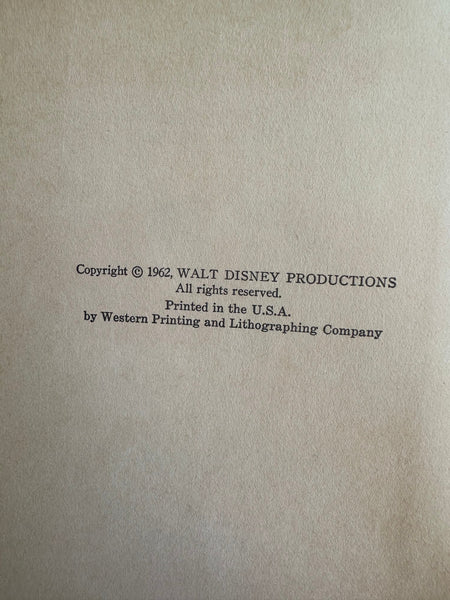 Copyright © 1962, WALT DISNEY PRODUCTIONS
All rights reserved.
Printed in the U.S.A.
by Western Printing and Lithographing Company